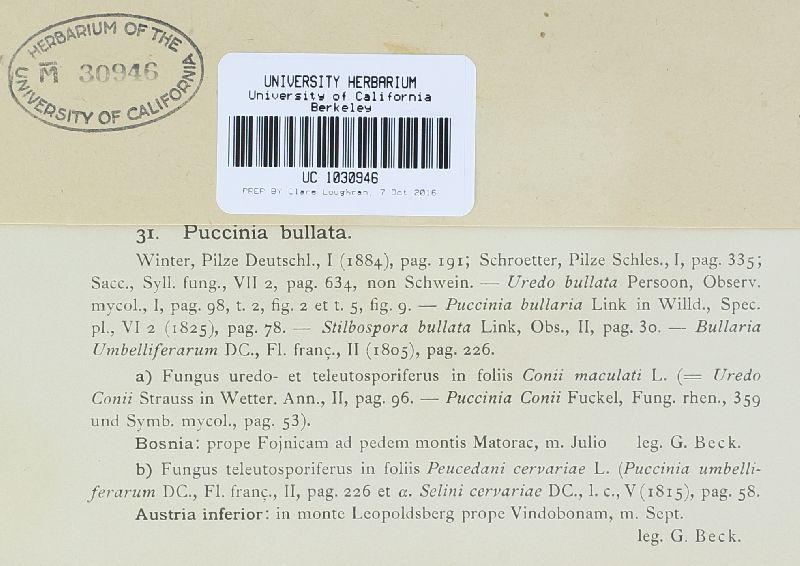 HERBARIUM OF THE
M 30946
UNIVERSITY OF CALIFORNIA
UNIVERSITY HERBARIUM
University of California
Berkeley
UC 1030946
PREP BY Clare Loughran, 7 Oct 2016
31. Puccinia bullata.
Winter, Pilze Deutschl., I (1884), pag. 191; Schroetter, Pilze Schles., I, pag. 335;
Sacc., Syll. fung., VII 2, pag. 634, non Schwein. — Uredo bullata Persoon, Observ.
mycol., I, pag. 98, t. 2, fig. 2 et t. 5, fig. 9. — Puccinia bullaria Link in Willd., Spec.
pl., VI 2 (1825), pag. 78. — Stilbospora bullata Link, Obs., II, pag. 30. — Bullaria
Umbelliferarum DC., Fl. franç., II (1805), pag. 226.
a) Fungus uredo- et teleutosporiferus in foliis Conii maculati L. (= Uredo
Conii Strauss in Wetter. Ann., II, pag. 96. — Puccinia Conii Fuckel, Fung. rhen., 359
und Symb. mycol., pag. 53).
Bosnia: prope Fojnicam ad pedem montis Matorac, m. Julio leg. G. Beck.
b) Fungus teleutosporiferus in foliis Peucedani cervariae L. (Puccinia umbelli-
ferarum DC., Fl. franç., II, pag. 226 et α. Selini cervariae DC., l. c., V (1815), pag. 58.
Austria inferior: in monte Leopoldsberg prope Vindobonam, m. Sept.
leg. G. Beck.